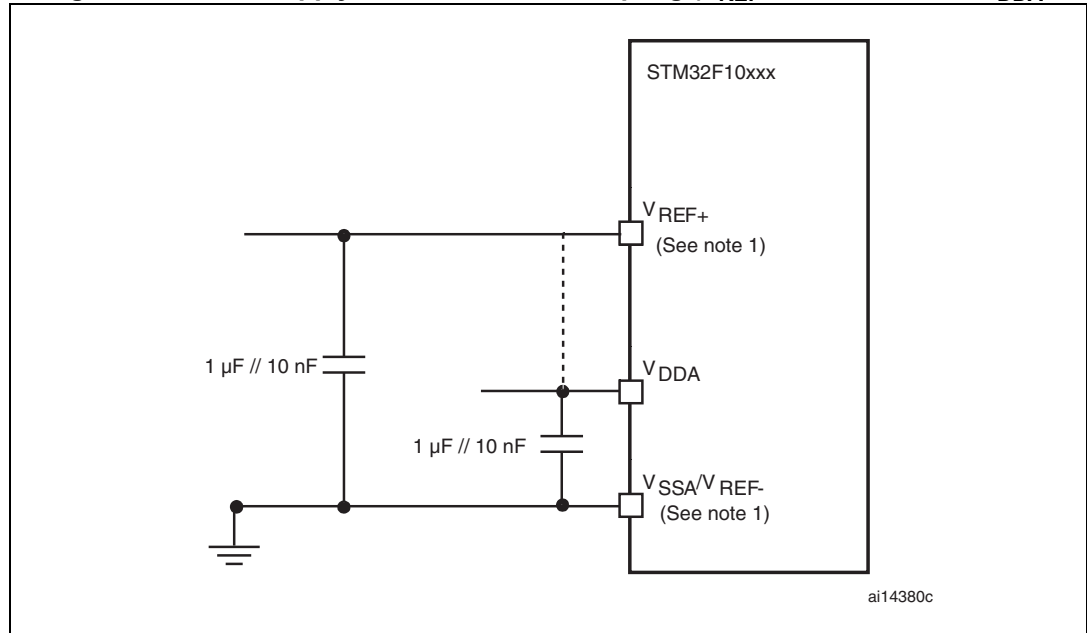 STM32F10xxx
VREF+
(See note 1)
1 µF // 10 nF
VDDA
1 µF // 10 nF
VSSA/VREF-
(See note 1)
ai14380c